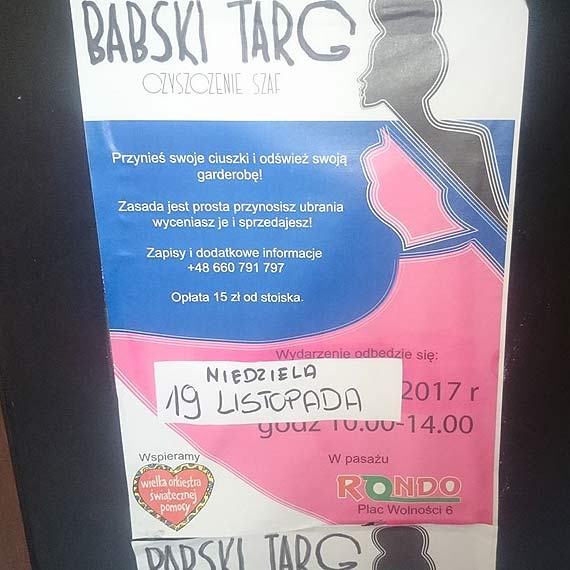 BABSKI TARG
OZYSZCZENIE SZAF
Przynieś swoje ciuszki i odśwież swoją
garderobę!
Zasada jest prosta przynosisz ubrania
wyceniasz je i sprzedajesz!
Zapisy i dodatkowe informacje
+48 660 791 797
Opłata 15 zł od stoiska.
Wydarzenie odbędzie się:
NIEDZIELA
19 LISTOPADA 2017 r
godz 10.00-14.00
Wspieramy
wielka orkiestra
świątecznej
pomocy
W pasażu
RONDO
Plac Wolności 6
BABSKI TARG